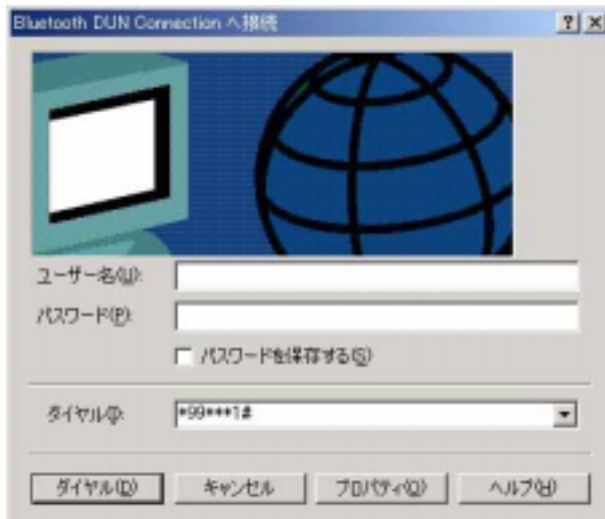 Bluetooth DUN Connection へ接続
ユーザー名(U):
パスワード(P):
パスワードを保存する(S)
ダイヤル(I): *99***1#
ダイヤル(D) キャンセル プロパティ(O) ヘルプ(H)